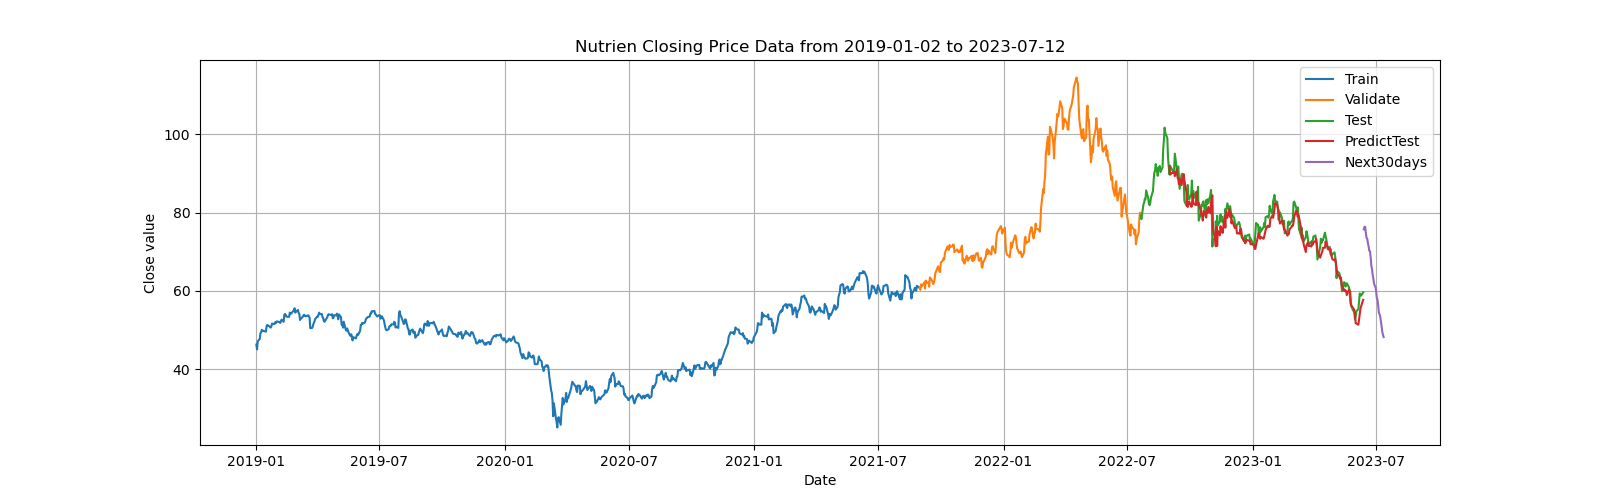 Nutrien Closing Price Data from 2019-01-02 to 2023-07-12
Train
Validate
Test
PredictTest
Next30days
Close value
100
80
60
40
2019-01
2019-07
2020-01
2020-07
2021-01
2021-07
2022-01
2022-07
2023-01
2023-07
Date